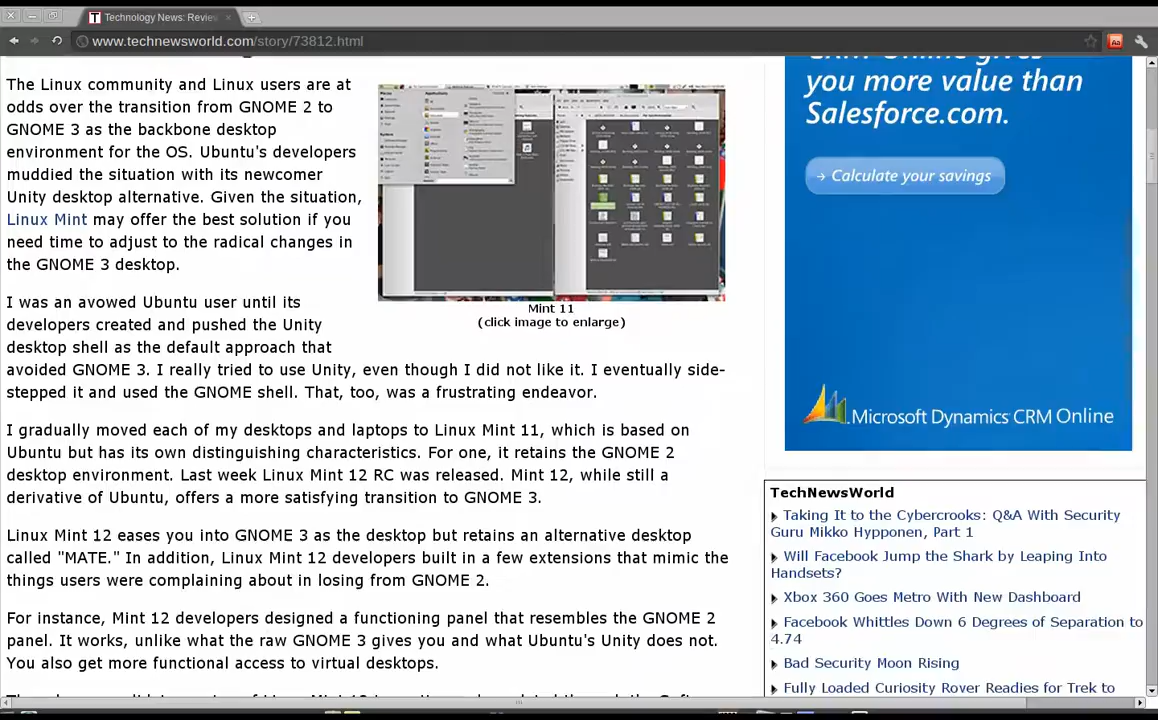 Technology News: Review
www.technewsworld.com/story/73812.html
The Linux community and Linux users are at
odds over the transition from GNOME 2 to
GNOME 3 as the backbone desktop
environment for the OS. Ubuntu's developers
muddied the situation with its newcomer
Unity desktop alternative. Given the situation,
Linux Mint may offer the best solution if you
need time to adjust to the radical changes in
the GNOME 3 desktop.
Mint 11
(click image to enlarge)
I was an avowed Ubuntu user until its
developers created and pushed the Unity
desktop shell as the default approach that
avoided GNOME 3. I really tried to use Unity, even though I did not like it. I eventually side-
stepped it and used the GNOME shell. That, too, was a frustrating endeavor.
I gradually moved each of my desktops and laptops to Linux Mint 11, which is based on
Ubuntu but has its own distinguishing characteristics. For one, it retains the GNOME 2
desktop environment. Last week Linux Mint 12 RC was released. Mint 12, while still a
derivative of Ubuntu, offers a more satisfying transition to GNOME 3.
Linux Mint 12 eases you into GNOME 3 as the desktop but retains an alternative desktop
called "MATE." In addition, Linux Mint 12 developers built in a few extensions that mimic the
things users were complaining about in losing from GNOME 2.
For instance, Mint 12 developers designed a functioning panel that resembles the GNOME 2
panel. It works, unlike what the raw GNOME 3 gives you and what Ubuntu's Unity does not.
You also get more functional access to virtual desktops.
CRM Online gives
you more value than
Salesforce.com.
→ Calculate your savings
Microsoft Dynamics CRM Online
TechNewsWorld
Taking It to the Cybercrooks: Q&A With Security
Guru Mikko Hypponen, Part 1
Will Facebook Jump the Shark by Leaping Into
Handsets?
Xbox 360 Goes Metro With New Dashboard
Facebook Whittles Down 6 Degrees of Separation to
4.74
Bad Security Moon Rising
Fully Loaded Curiosity Rover Readies for Trek to